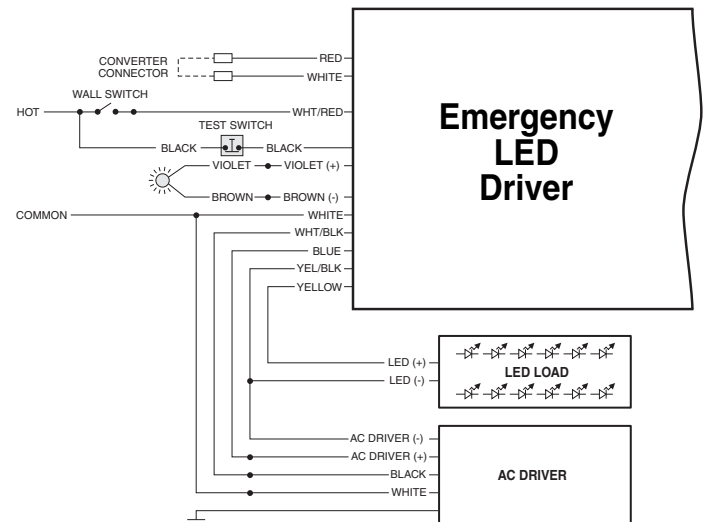 CONVERTER
CONNECTOR
RED
WHITE
WALL SWITCH
HOT
WHT/RED
TEST SWITCH
BLACK
BLACK
VIOLET
VIOLET (+)
BROWN
BROWN (-)
COMMON
WHITE
WHT/BLK
BLUE
YEL/BLK
YELLOW
Emergency
LED
Driver
LED (+)
LED (-)
LED LOAD
AC DRIVER (-)
AC DRIVER (+)
BLACK
WHITE
AC DRIVER